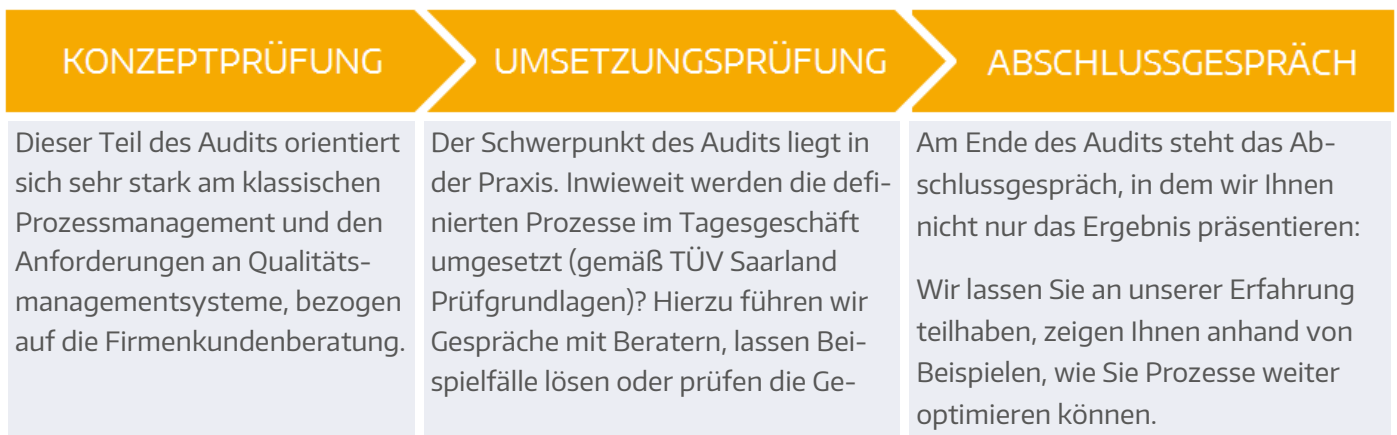 KONZEPTPRÜFUNG
Dieser Teil des Audits orientiert
sich sehr stark am klassischen
Prozessmanagement und den
Anforderungen an Qualitäts-
managementsysteme, bezogen
auf die Firmenkundenberatung.
UMSETZUNGSPRÜFUNG
Der Schwerpunkt des Audits liegt in
der Praxis. Inwieweit werden die defi-
nierten Prozesse im Tagesgeschäft
umgesetzt (gemäß TÜV Saarland
Prüfgrundlagen)? Hierzu führen wir
Gespräche mit Beratern, lassen Bei-
spielfälle lösen oder prüfen die Ge-
ABSCHLUSSGESPRÄCH
Am Ende des Audits steht das Ab-
schlussgespräch, in dem wir Ihnen
nicht nur das Ergebnis präsentieren:
Wir lassen Sie an unserer Erfahrung
teilhaben, zeigen Ihnen anhand von
Beispielen, wie Sie Prozesse weiter
optimieren können.